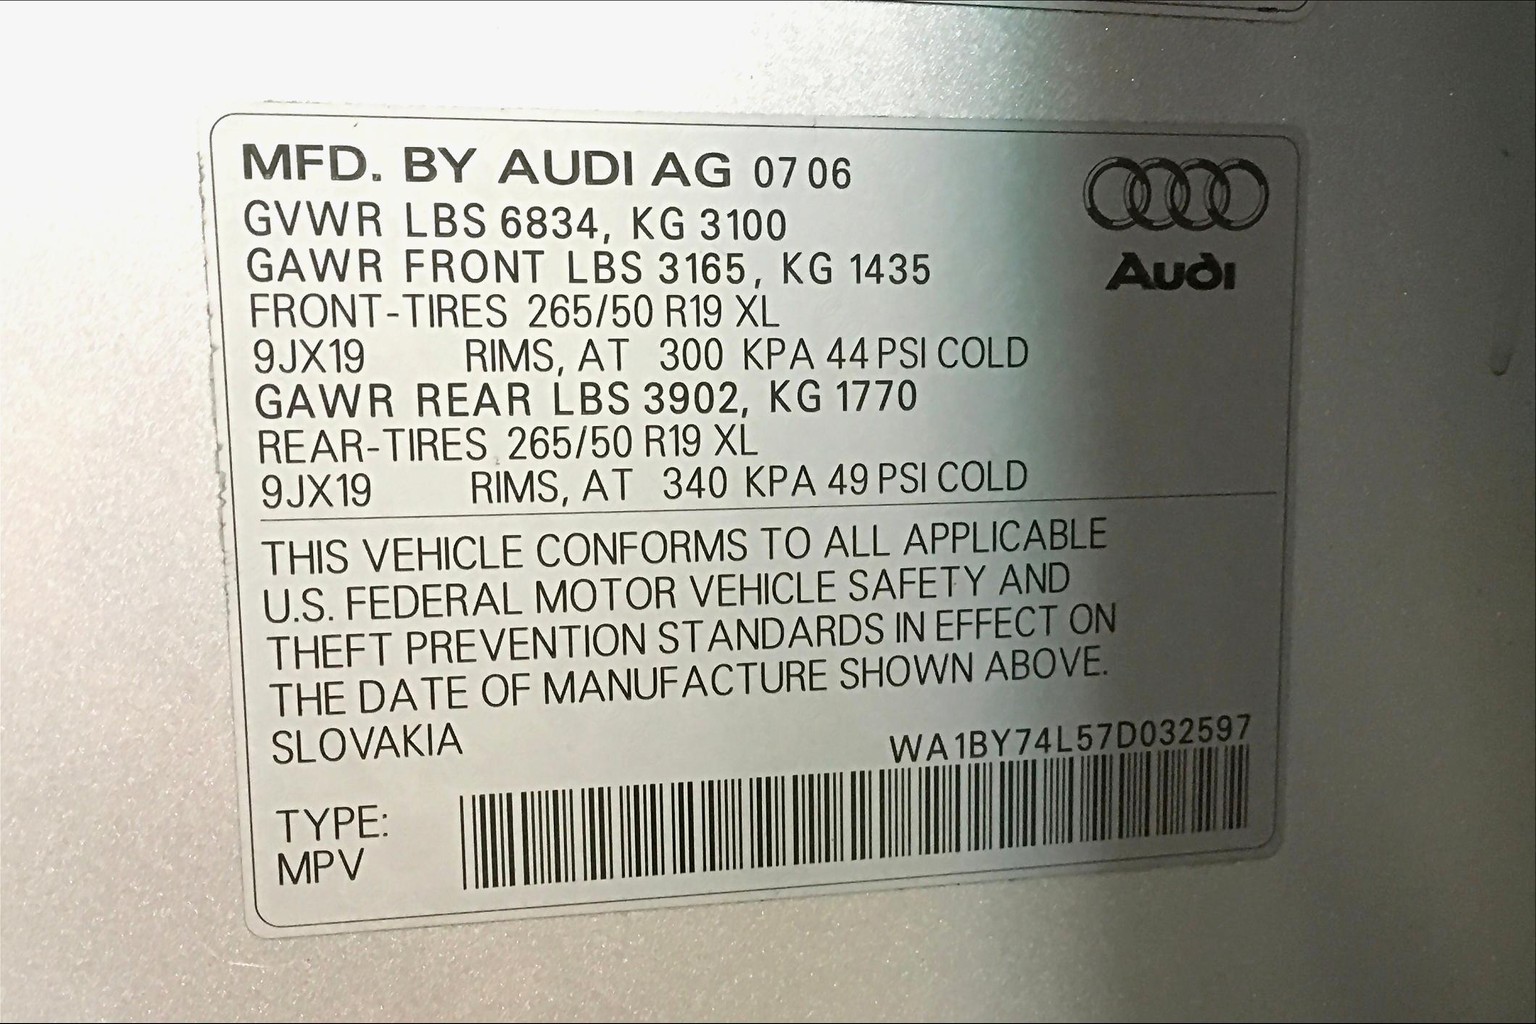 MFD. BY AUDI AG 07 06
GVWR LBS 6834, KG 3100
GAWR FRONT LBS 3165, KG 1435
FRONT-TIRES 265/50 R19 XL
9JX19 RIMS, AT 300 KPA 44 PSI COLD
GAWR REAR LBS 3902, KG 1770
REAR-TIRES 265/50 R19 XL
9JX19 RIMS, AT 340 KPA 49 PSI COLD
Audi
THIS VEHICLE CONFORMS TO ALL APPLICABLE
U.S. FEDERAL MOTOR VEHICLE SAFETY AND
THEFT PREVENTION STANDARDS IN EFFECT ON
THE DATE OF MANUFACTURE SHOWN ABOVE.
SLOVAKIA
WA1BY74L57D032597
TYPE:
MPV